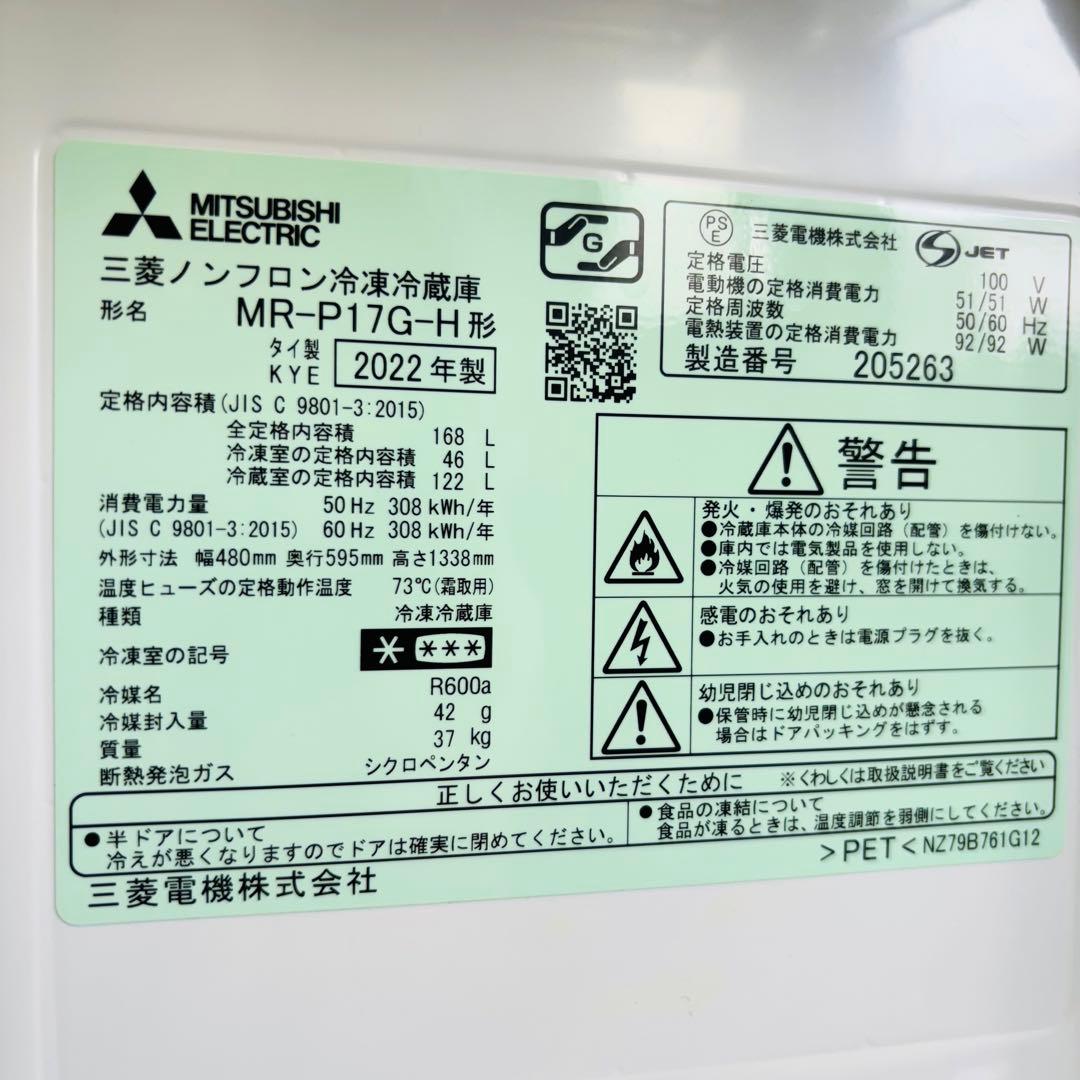 MITSUBISHI
ELECTRIC
三菱ノンフロン冷凍冷蔵庫
形名 MR-P17G-H形
タイ製
KYE 2022年製
定格内容積(JIS C 9801-3:2015)
全定格内容積 168 L
冷凍室の定格内容積 46 L
冷蔵室の定格内容積 122 L
消費電力量 50Hz 308kWh/年
(JIS C 9801-3:2015) 60Hz 308kWh/年
外形寸法 幅480mm 奥行595mm 高さ1338mm
温度ヒューズの定格動作温度 73℃(霜取用)
種類 冷凍冷蔵庫
冷凍室の記号 * ***
冷媒名 R600a
冷媒封入量 42 g
質量 37 kg
断熱発泡ガス シクロペンタン
G
PS
E 三菱電機株式会社 S JET
定格電圧 100 V
電動機の定格消費電力 51/51 W
定格周波数 50/60 Hz
電熱装置の定格消費電力 92/92 W
製造番号 205263
警告
発火・爆発のおそれあり
●冷蔵庫本体の冷媒回路(配管)を傷付けない。
●庫内では電気製品を使用しない。
●冷媒回路(配管)を傷付けたときは、
火気の使用を避け、窓を開けて換気する。
感電のおそれあり
●お手入れのときは電源プラグを抜く。
幼児閉じ込めのおそれあり
●保管時に幼児閉じ込めが懸念される
場合はドアパッキングをはずす。
正しくお使いいただくために ※くわしくは取扱説明書をご覧ください
●半ドアについて
冷えが悪くなりますのでドアは確実に閉めてください。
●食品の凍結について
食品が凍るときは、温度調節を弱側にしてください。
三菱電機株式会社
>PET< NZ79B761G12